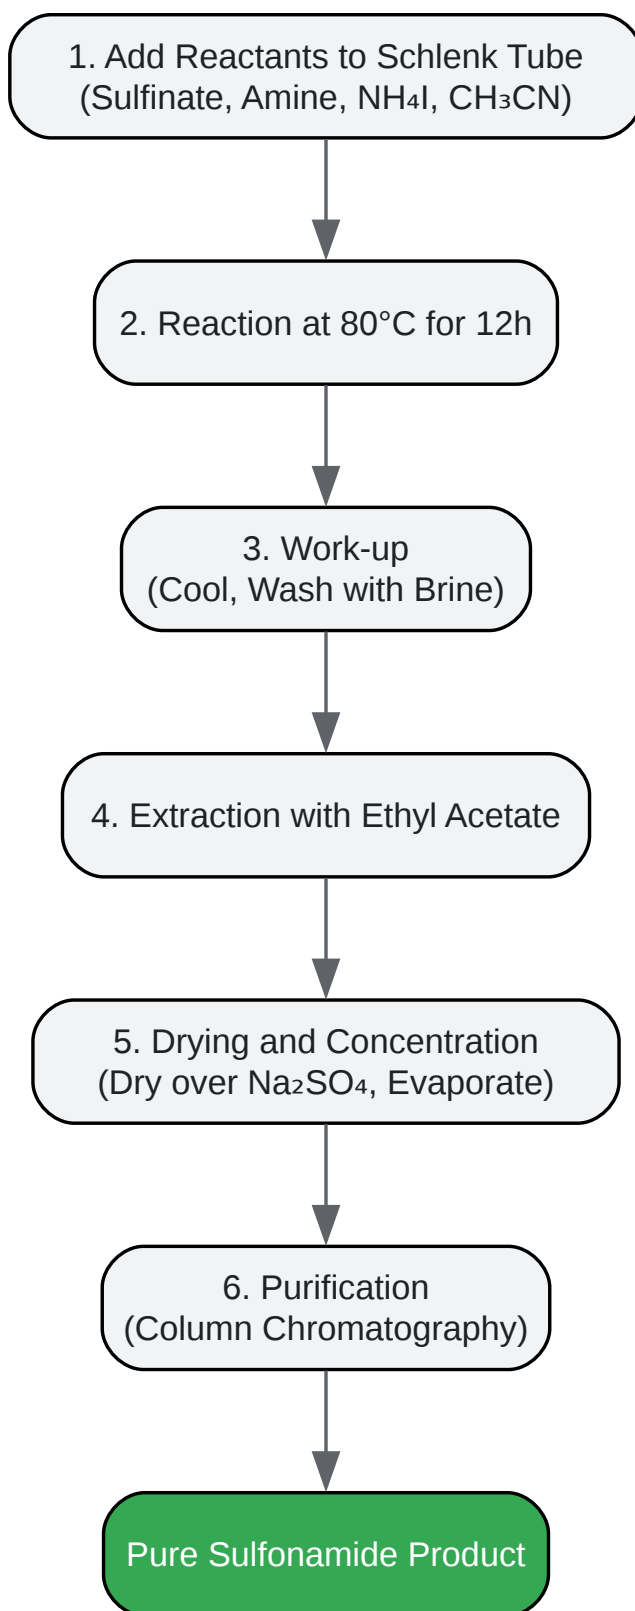 1. Add Reactants to Schlenk Tube
(Sulfinate, Amine, NH₄I, CH₃CN)
2. Reaction at 80°C for 12h
3. Work-up
(Cool, Wash with Brine)
4. Extraction with Ethyl Acetate
5. Drying and Concentration
(Dry over Na₂SO₄, Evaporate)
6. Purification
(Column Chromatography)
Pure Sulfonamide Product